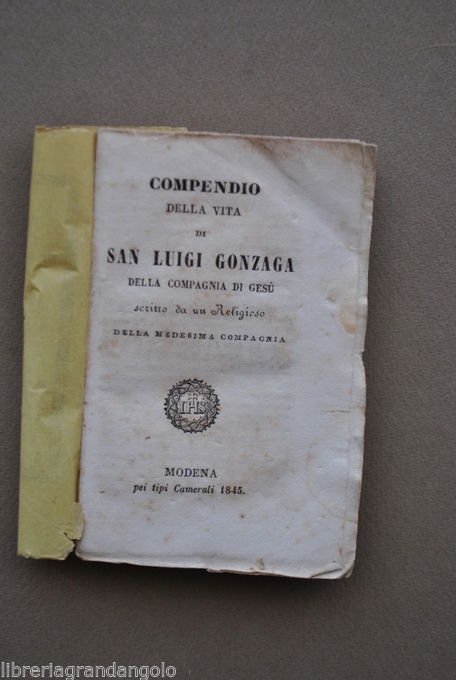 COMPENDIO
DELLA VITA
DI
SAN LUIGI GONZAGA
DELLA COMPAGNIA DI GESÙ
scritto da un Religioso
DELLA MEDESIMA COMPAGNIA
IHS
MODENA
pei tipi Camerali 1845.
libreriagrandangolo